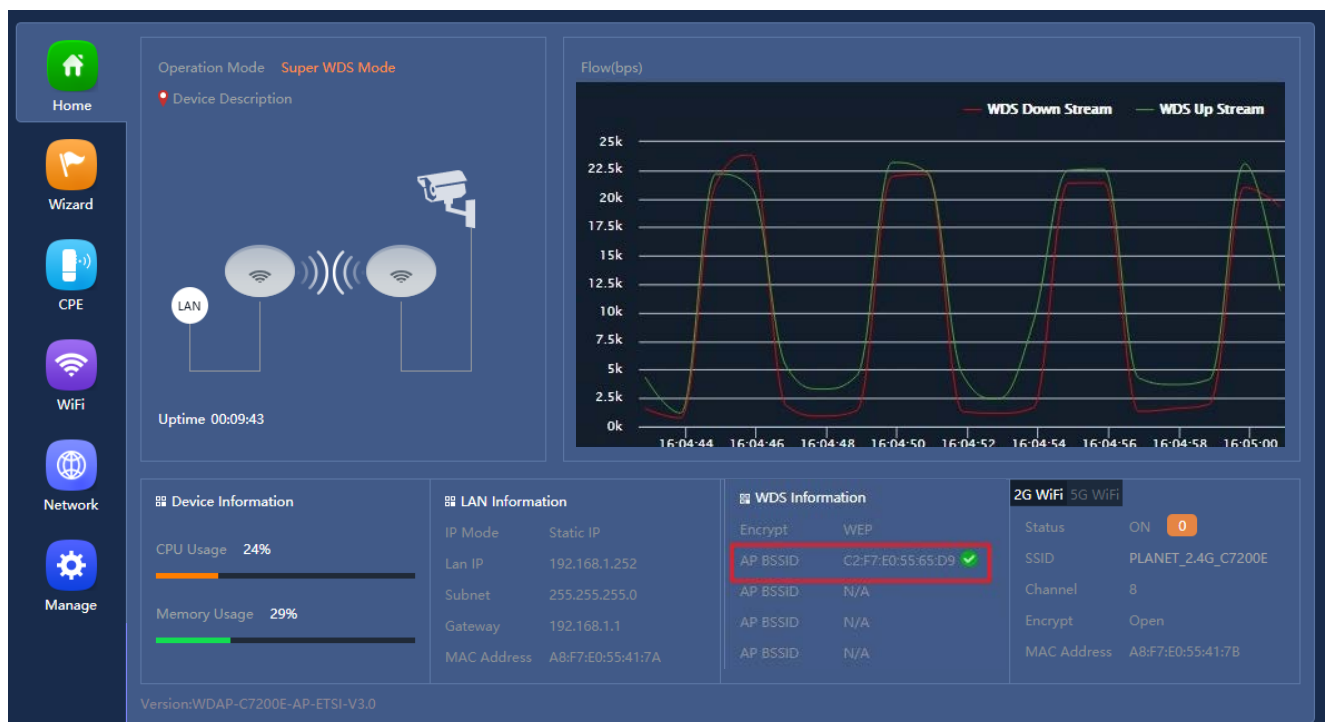 Home
Wizard
CPE
WiFi
Network
Manage
Operation Mode Super WDS Mode
Device Description
LAN
Uptime 00:09:43
Flow(bps)
WDS Down Stream WDS Up Stream
25k
22.5k
20k
17.5k
15k
12.5k
10k
7.5k
5k
2.5k
0k
16:04:44 16:04:46 16:04:48 16:04:50 16:04:52 16:04:54 16:04:56 16:04:58 16:05:00
Device Information
CPU Usage 24%
Memory Usage 29%
LAN Information
IP Mode Static IP
Lan IP 192.168.1.252
Subnet 255.255.255.0
Gateway 192.168.1.1
MAC Address A8:F7:E0:55:41:7A
WDS Information
Encrypt WEP
AP BSSID C2:F7:E0:55:65:D9
AP BSSID N/A
AP BSSID N/A
AP BSSID N/A
2G WiFi 5G WiFi
Status ON 0
SSID PLANET_2.4G_C7200E
Channel 8
Encrypt Open
MAC Address A8:F7:E0:55:41:7B
Version:WDAP-C7200E-AP-ETSI-V3.0